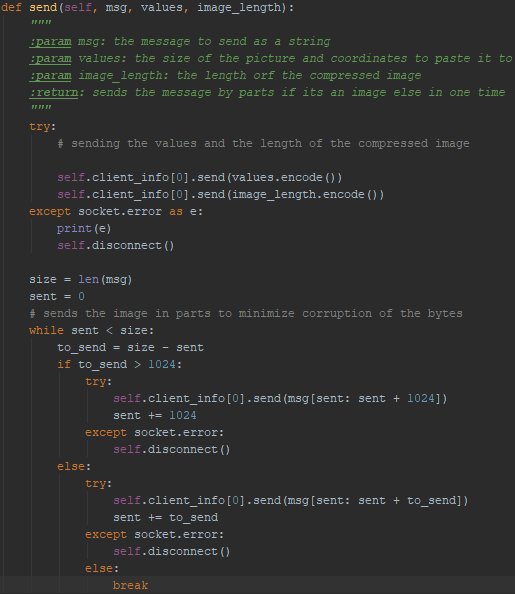 def send(self, msg, values, image_length):
    """
    :param msg: the message to send as a string
    :param values: the size of the picture and coordinates to paste it to
    :param image_length: the length orf the compressed image
    :return: sends the message by parts if its an image else in one time
    """
    try:
        # sending the values and the length of the compressed image

        self.client_info[0].send(values.encode())
        self.client_info[0].send(image_length.encode())
    except socket.error as e:
        print(e)
        self.disconnect()

    size = len(msg)
    sent = 0
    # sends the image in parts to minimize corruption of the bytes
    while sent < size:
        to_send = size - sent
        if to_send > 1024:
            try:
                self.client_info[0].send(msg[sent: sent + 1024])
                sent += 1024
            except socket.error:
                self.disconnect()
        else:
            try:
                self.client_info[0].send(msg[sent: sent + to_send])
                sent += to_send
            except socket.error:
                self.disconnect()
            else:
                break